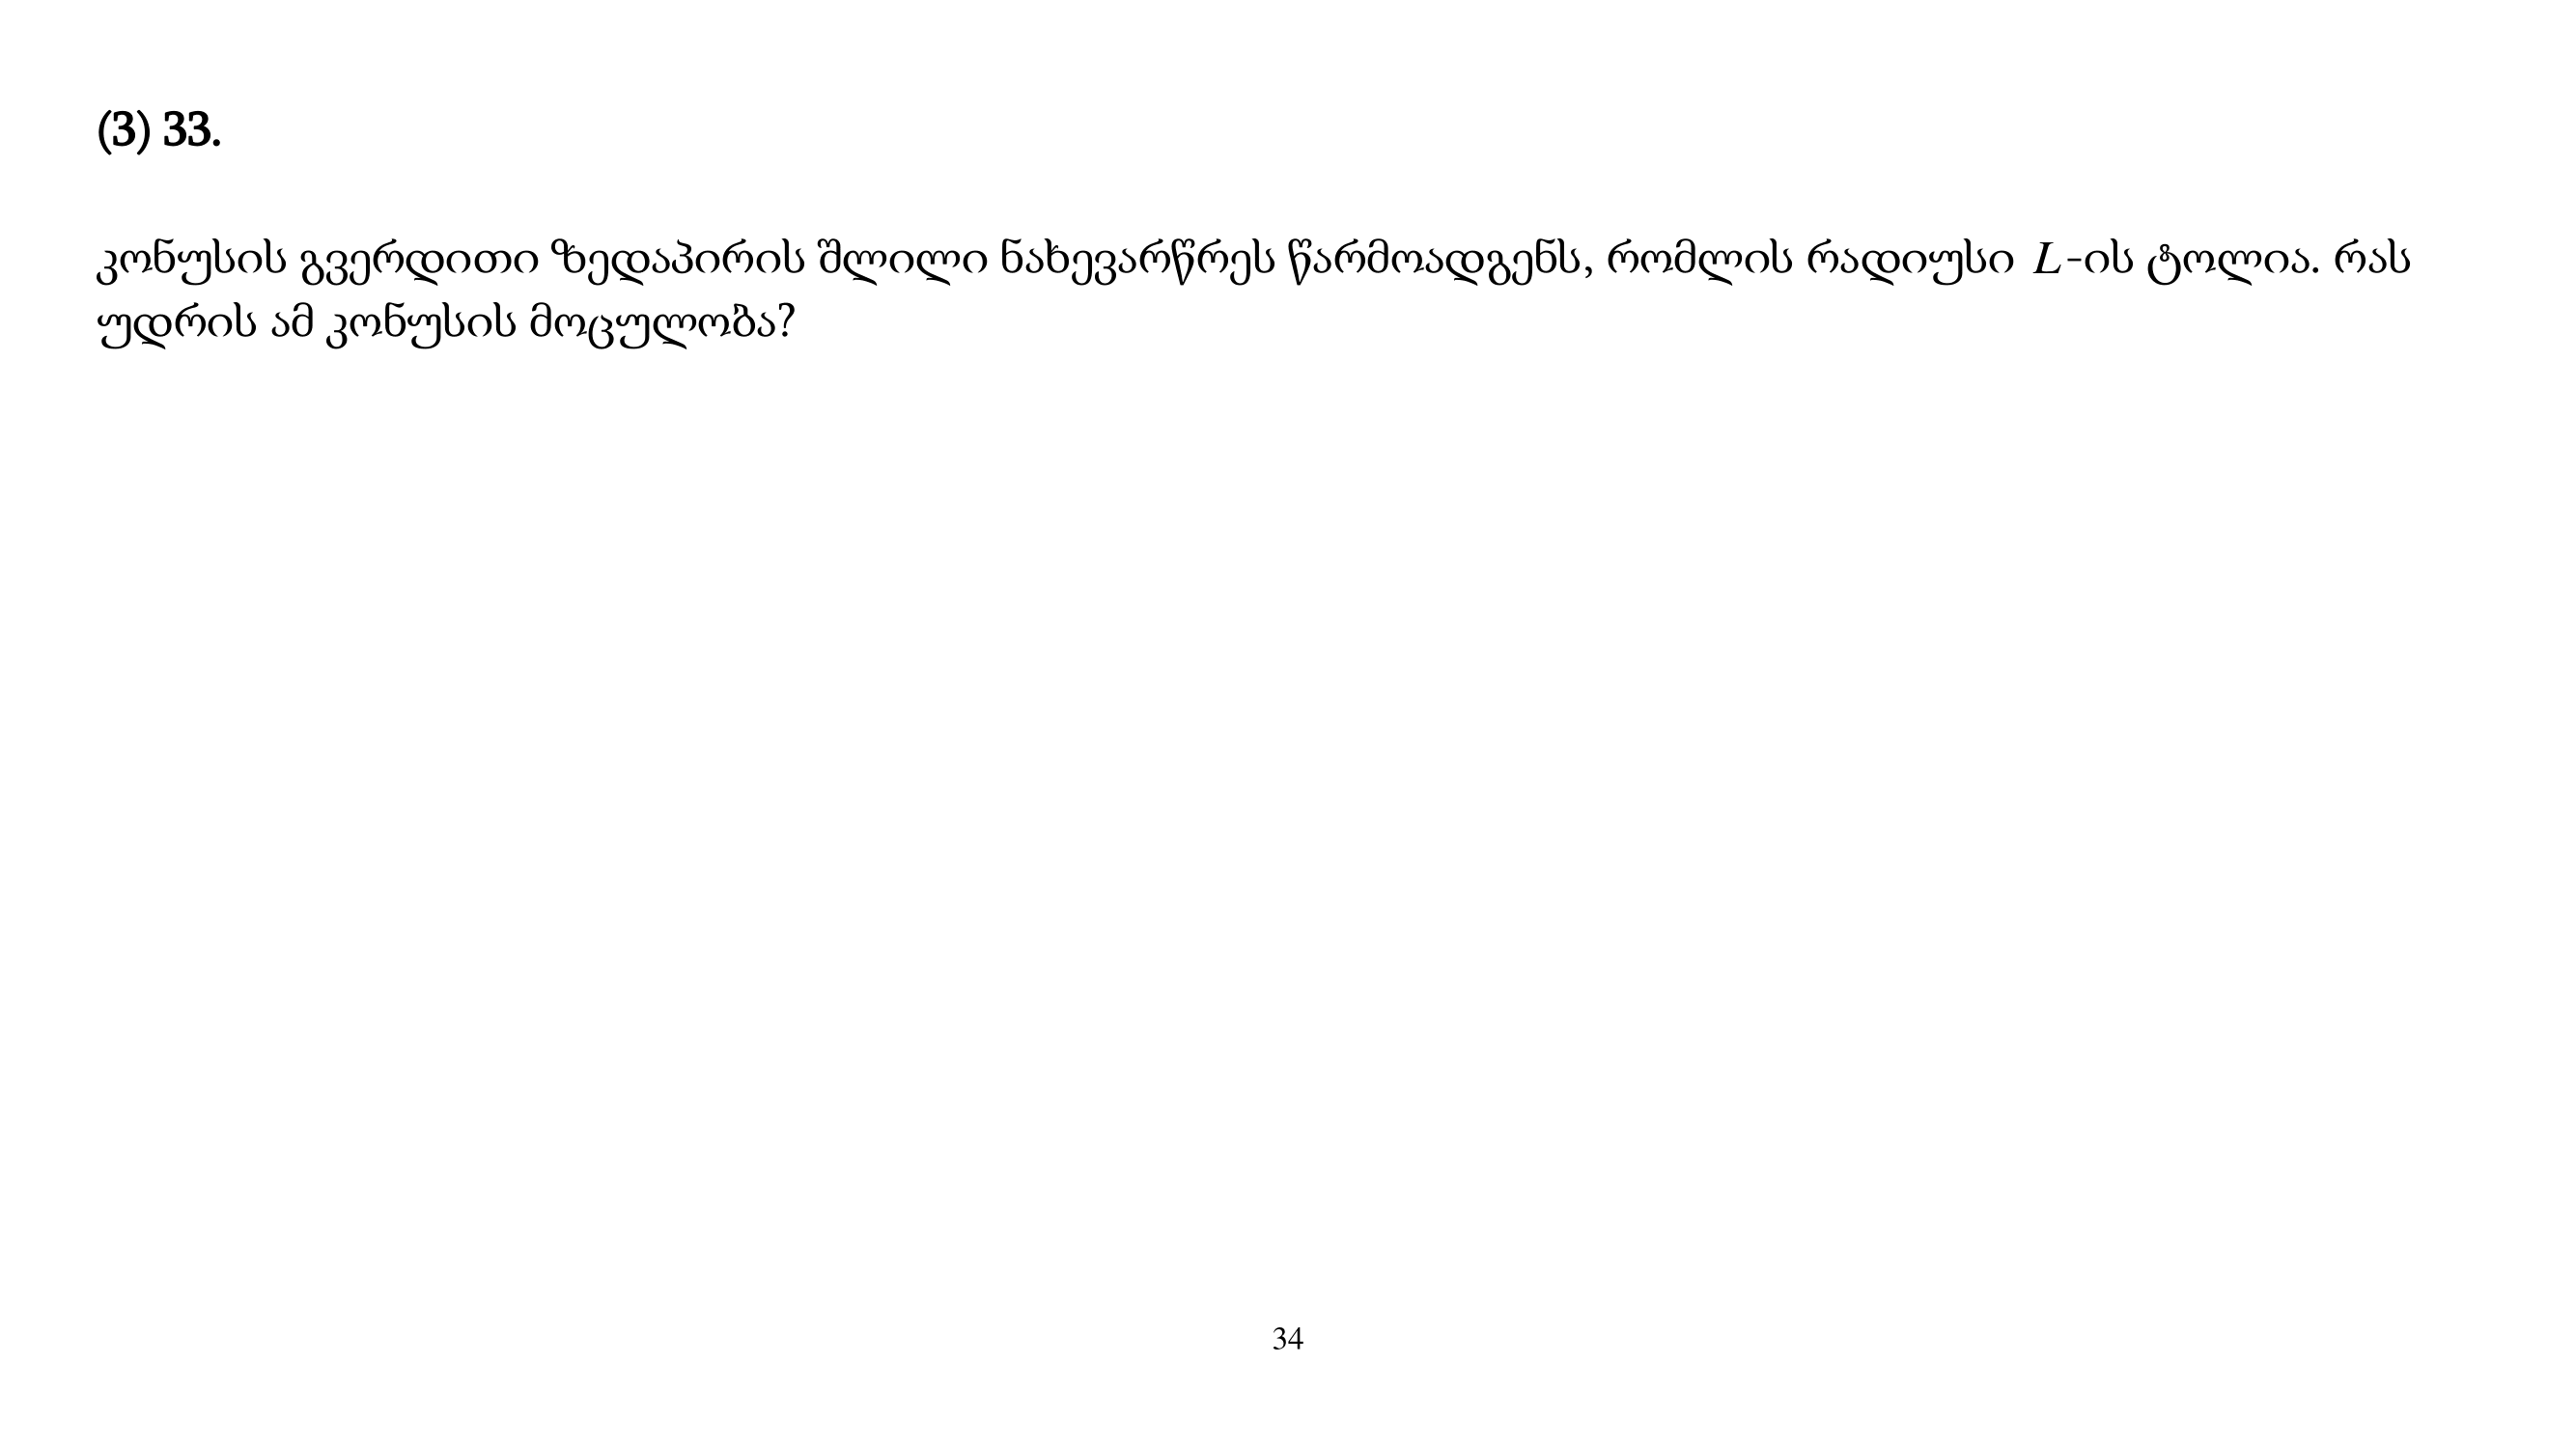 (3) 33.
კონუსის გვერდითი ზედაპირის შლილი ნახევარწრეს წარმოადგენს, რომლის რადიუსი L-ის ტოლია. რას
უდრის ამ კონუსის მოცულობა?
34